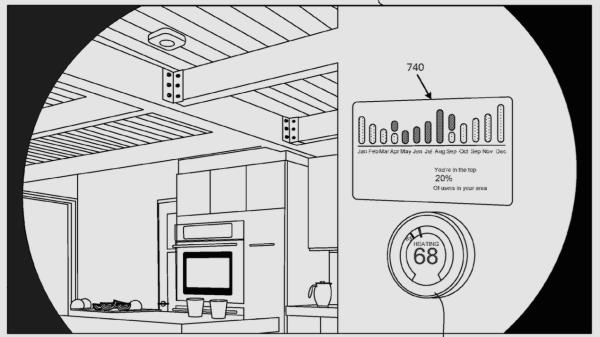 740
Jan Feb Mar Apr May Jun Jul Aug Sep Oct Sep Nov Dec
You're in the top
20%
Of users in your area
HEATING
68